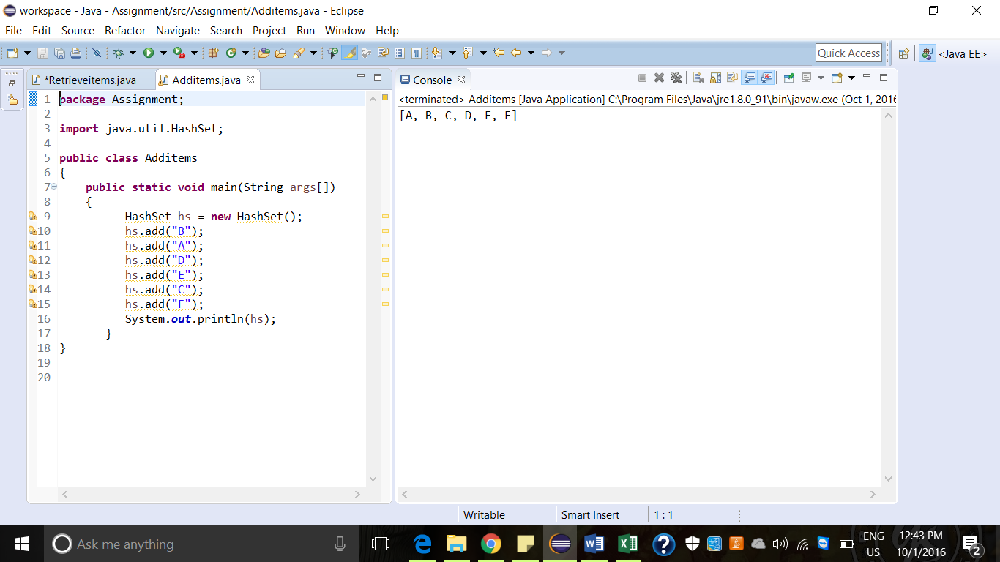 workspace - Java - Assignment/src/Assignment/Additems.java - Eclipse
File Edit Source Refactor Navigate Search Project Run Window Help
Quick Access
<Java EE>
*Retrieveitems.java
Additems.java
1 package Assignment;
2
3 import java.util.HashSet;
4
5 public class Additems
6 {
7 public static void main(String args[])
8 {
9 HashSet hs = new HashSet();
10 hs.add("B");
11 hs.add("A");
12 hs.add("D");
13 hs.add("E");
14 hs.add("C");
15 hs.add("F");
16 System.out.println(hs);
17 }
18 }
19
20
Console
<terminated> Additems [Java Application] C:\Program Files\Java\jre1.8.0_91\bin\javaw.exe (Oct 1, 2016
[A, B, C, D, E, F]
Writable Smart Insert 1 : 1
Ask me anything
ENG
US
12:43 PM
10/1/2016
2